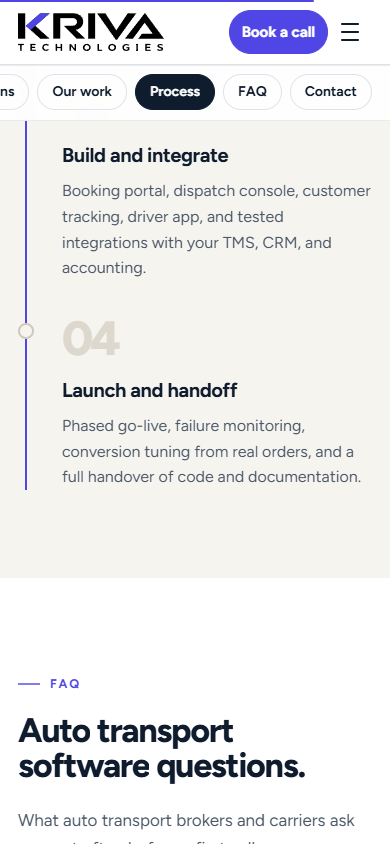 KRIVA
TECHNOLOGIES
Book a call
ns
Our work
Process
FAQ
Contact
Build and integrate
Booking portal, dispatch console, customer
tracking, driver app, and tested
integrations with your TMS, CRM, and
accounting.
04
Launch and handoff
Phased go-live, failure monitoring,
conversion tuning from real orders, and a
full handover of code and documentation.
FAQ
Auto transport
software questions.
What auto transport brokers and carriers ask